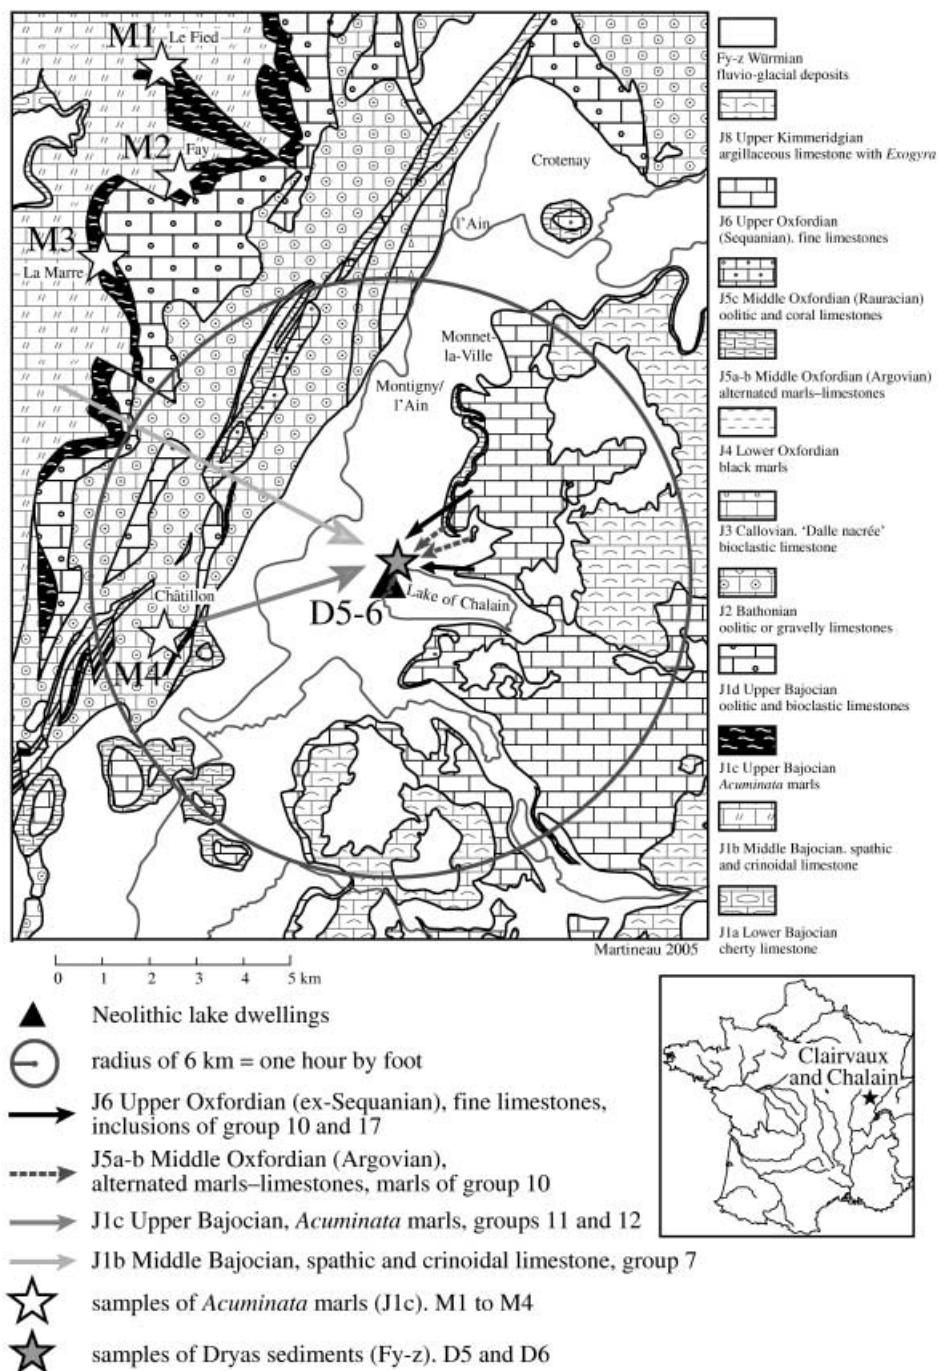 M1
Le Fied
M2
Fay
M3
La Marre
Crotenay
l'Ain
Monnet-
la-Ville
Montigny/
l'Ain
Châtillon
M4
D5-6
Lake of Chalain
Martineau 2005
Fy-z Würmian
fluvio-glacial deposits
J8 Upper Kimmeridgian
argillaceous limestone with Exogyra
J6 Upper Oxfordian
(Sequanian). fine limestones
J5c Middle Oxfordian (Rauracian)
oolitic and coral limestones
J5a-b Middle Oxfordian (Argovian)
alternated marls–limestones
J4 Lower Oxfordian
black marls
J3 Callovian. ‘Dalle nacrée’
bioclastic limestone
J2 Bathonian
oolitic or gravelly limestones
J1d Upper Bajocian
oolitic and bioclastic limestones
J1c Upper Bajocian
Acuminata marls
J1b Middle Bajocian. spathic
and crinoidal limestone
J1a Lower Bajocian
cherty limestone
0 1 2 3 4 5 km
Neolithic lake dwellings
radius of 6 km = one hour by foot
J6 Upper Oxfordian (ex-Sequanian), fine limestones,
inclusions of group 10 and 17
J5a-b Middle Oxfordian (Argovian),
alternated marls–limestones, marls of group 10
J1c Upper Bajocian, Acuminata marls, groups 11 and 12
J1b Middle Bajocian, spathic and crinoidal limestone, group 7
samples of Acuminata marls (J1c). M1 to M4
samples of Dryas sediments (Fy-z). D5 and D6
Clairvaux
and Chalain